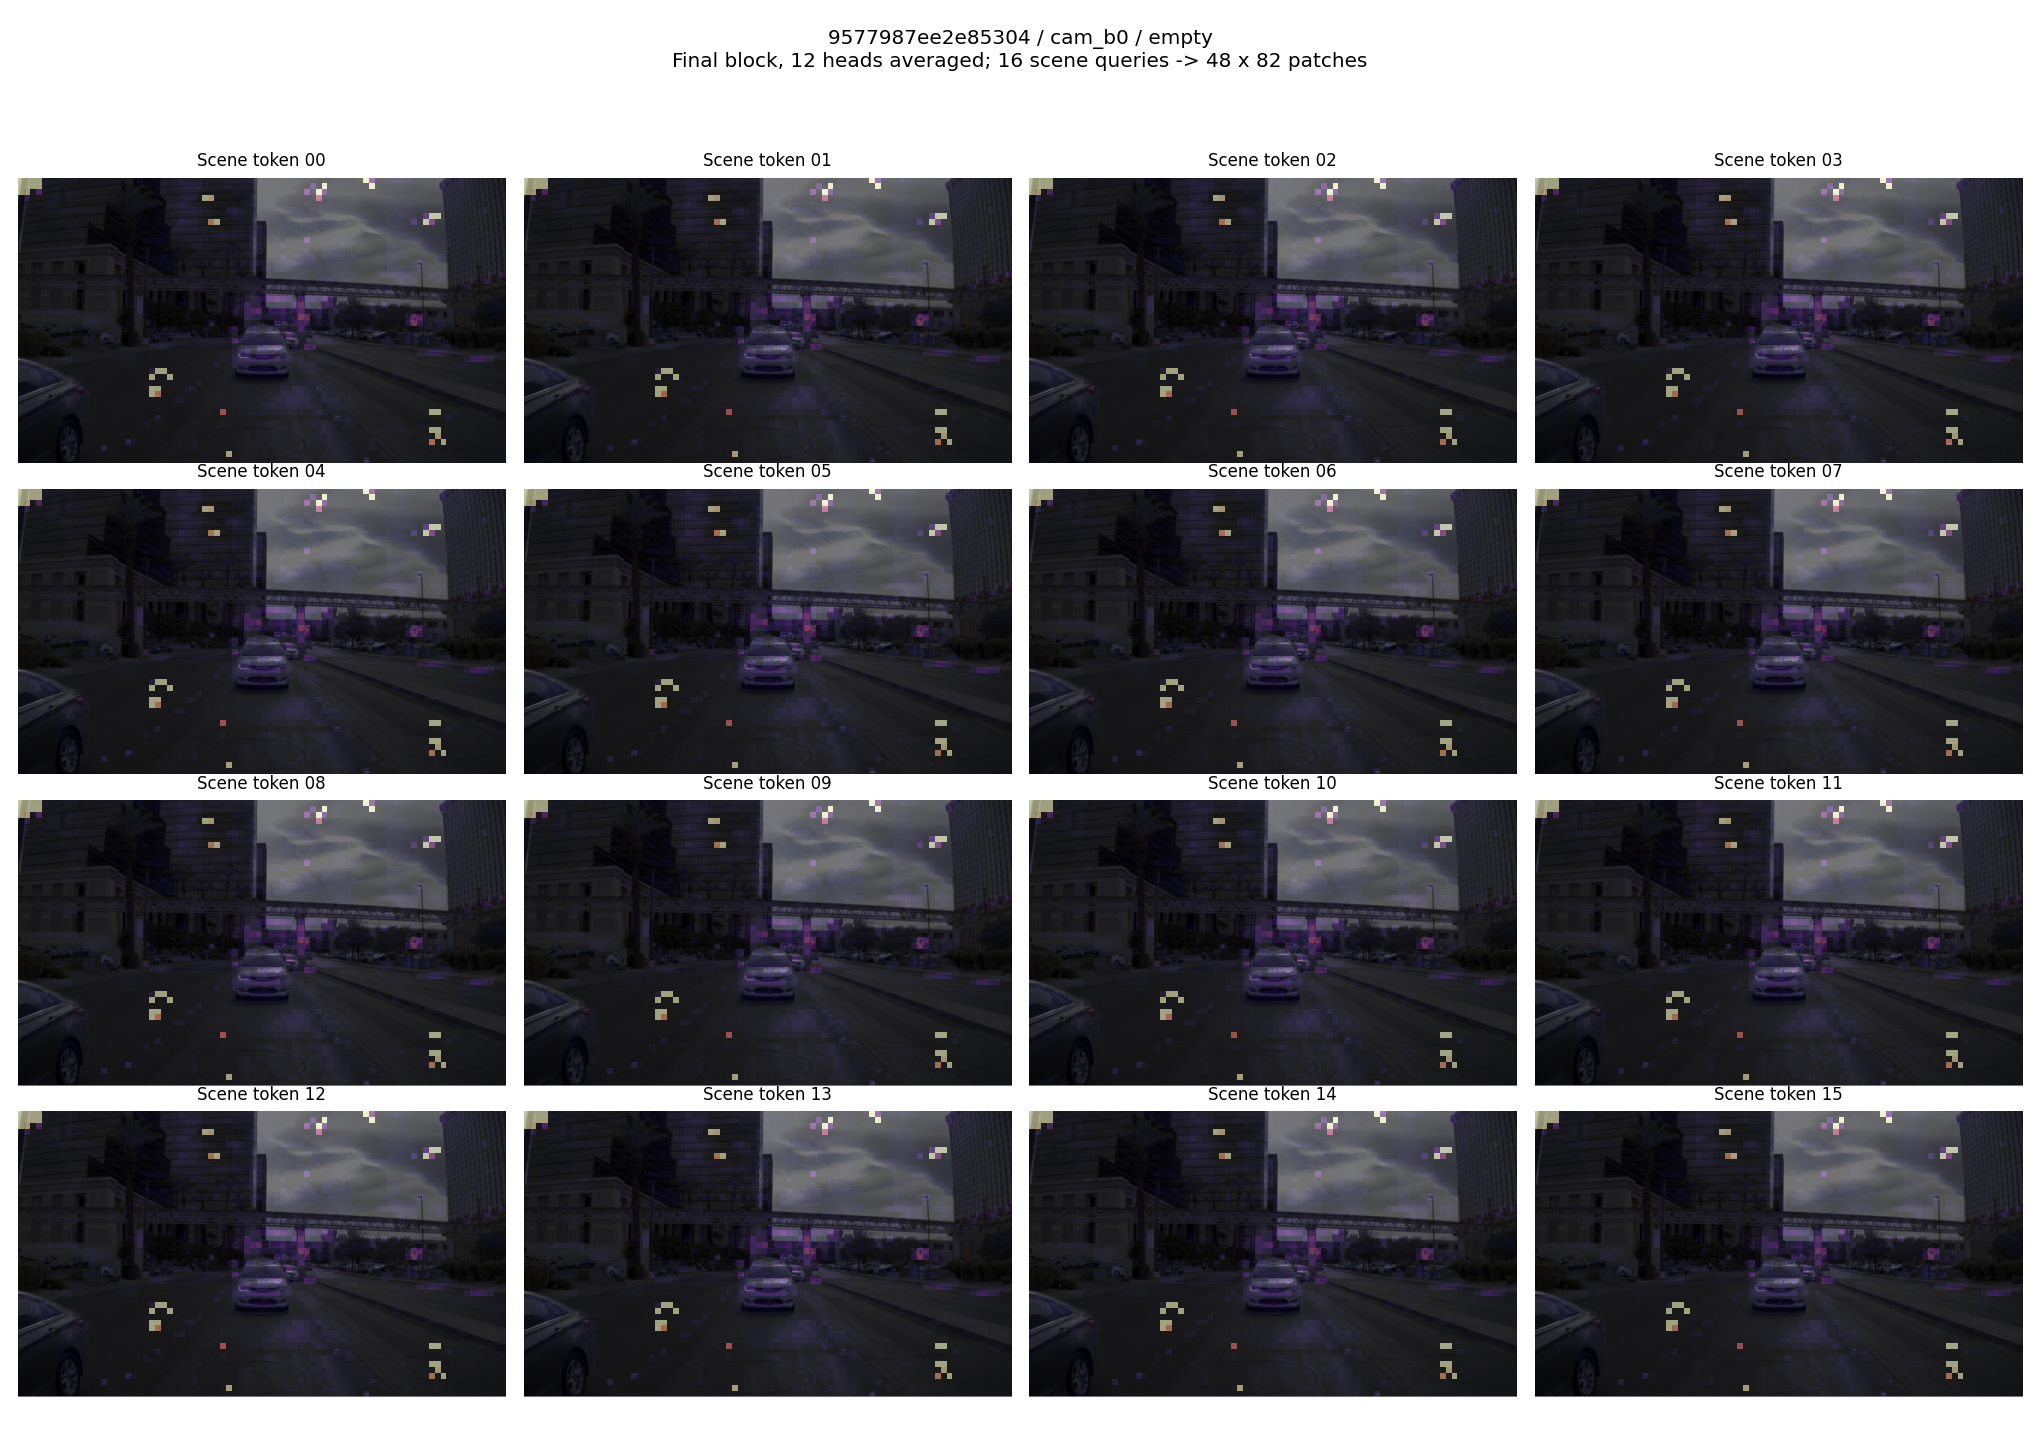 9577987ee2e85304 / cam_b0 / empty
Final block, 12 heads averaged; 16 scene queries -> 48 x 82 patches
Scene token 00
Scene token 01
Scene token 02
Scene token 03
Scene token 04
Scene token 05
Scene token 06
Scene token 07
Scene token 08
Scene token 09
Scene token 10
Scene token 11
Scene token 12
Scene token 13
Scene token 14
Scene token 15